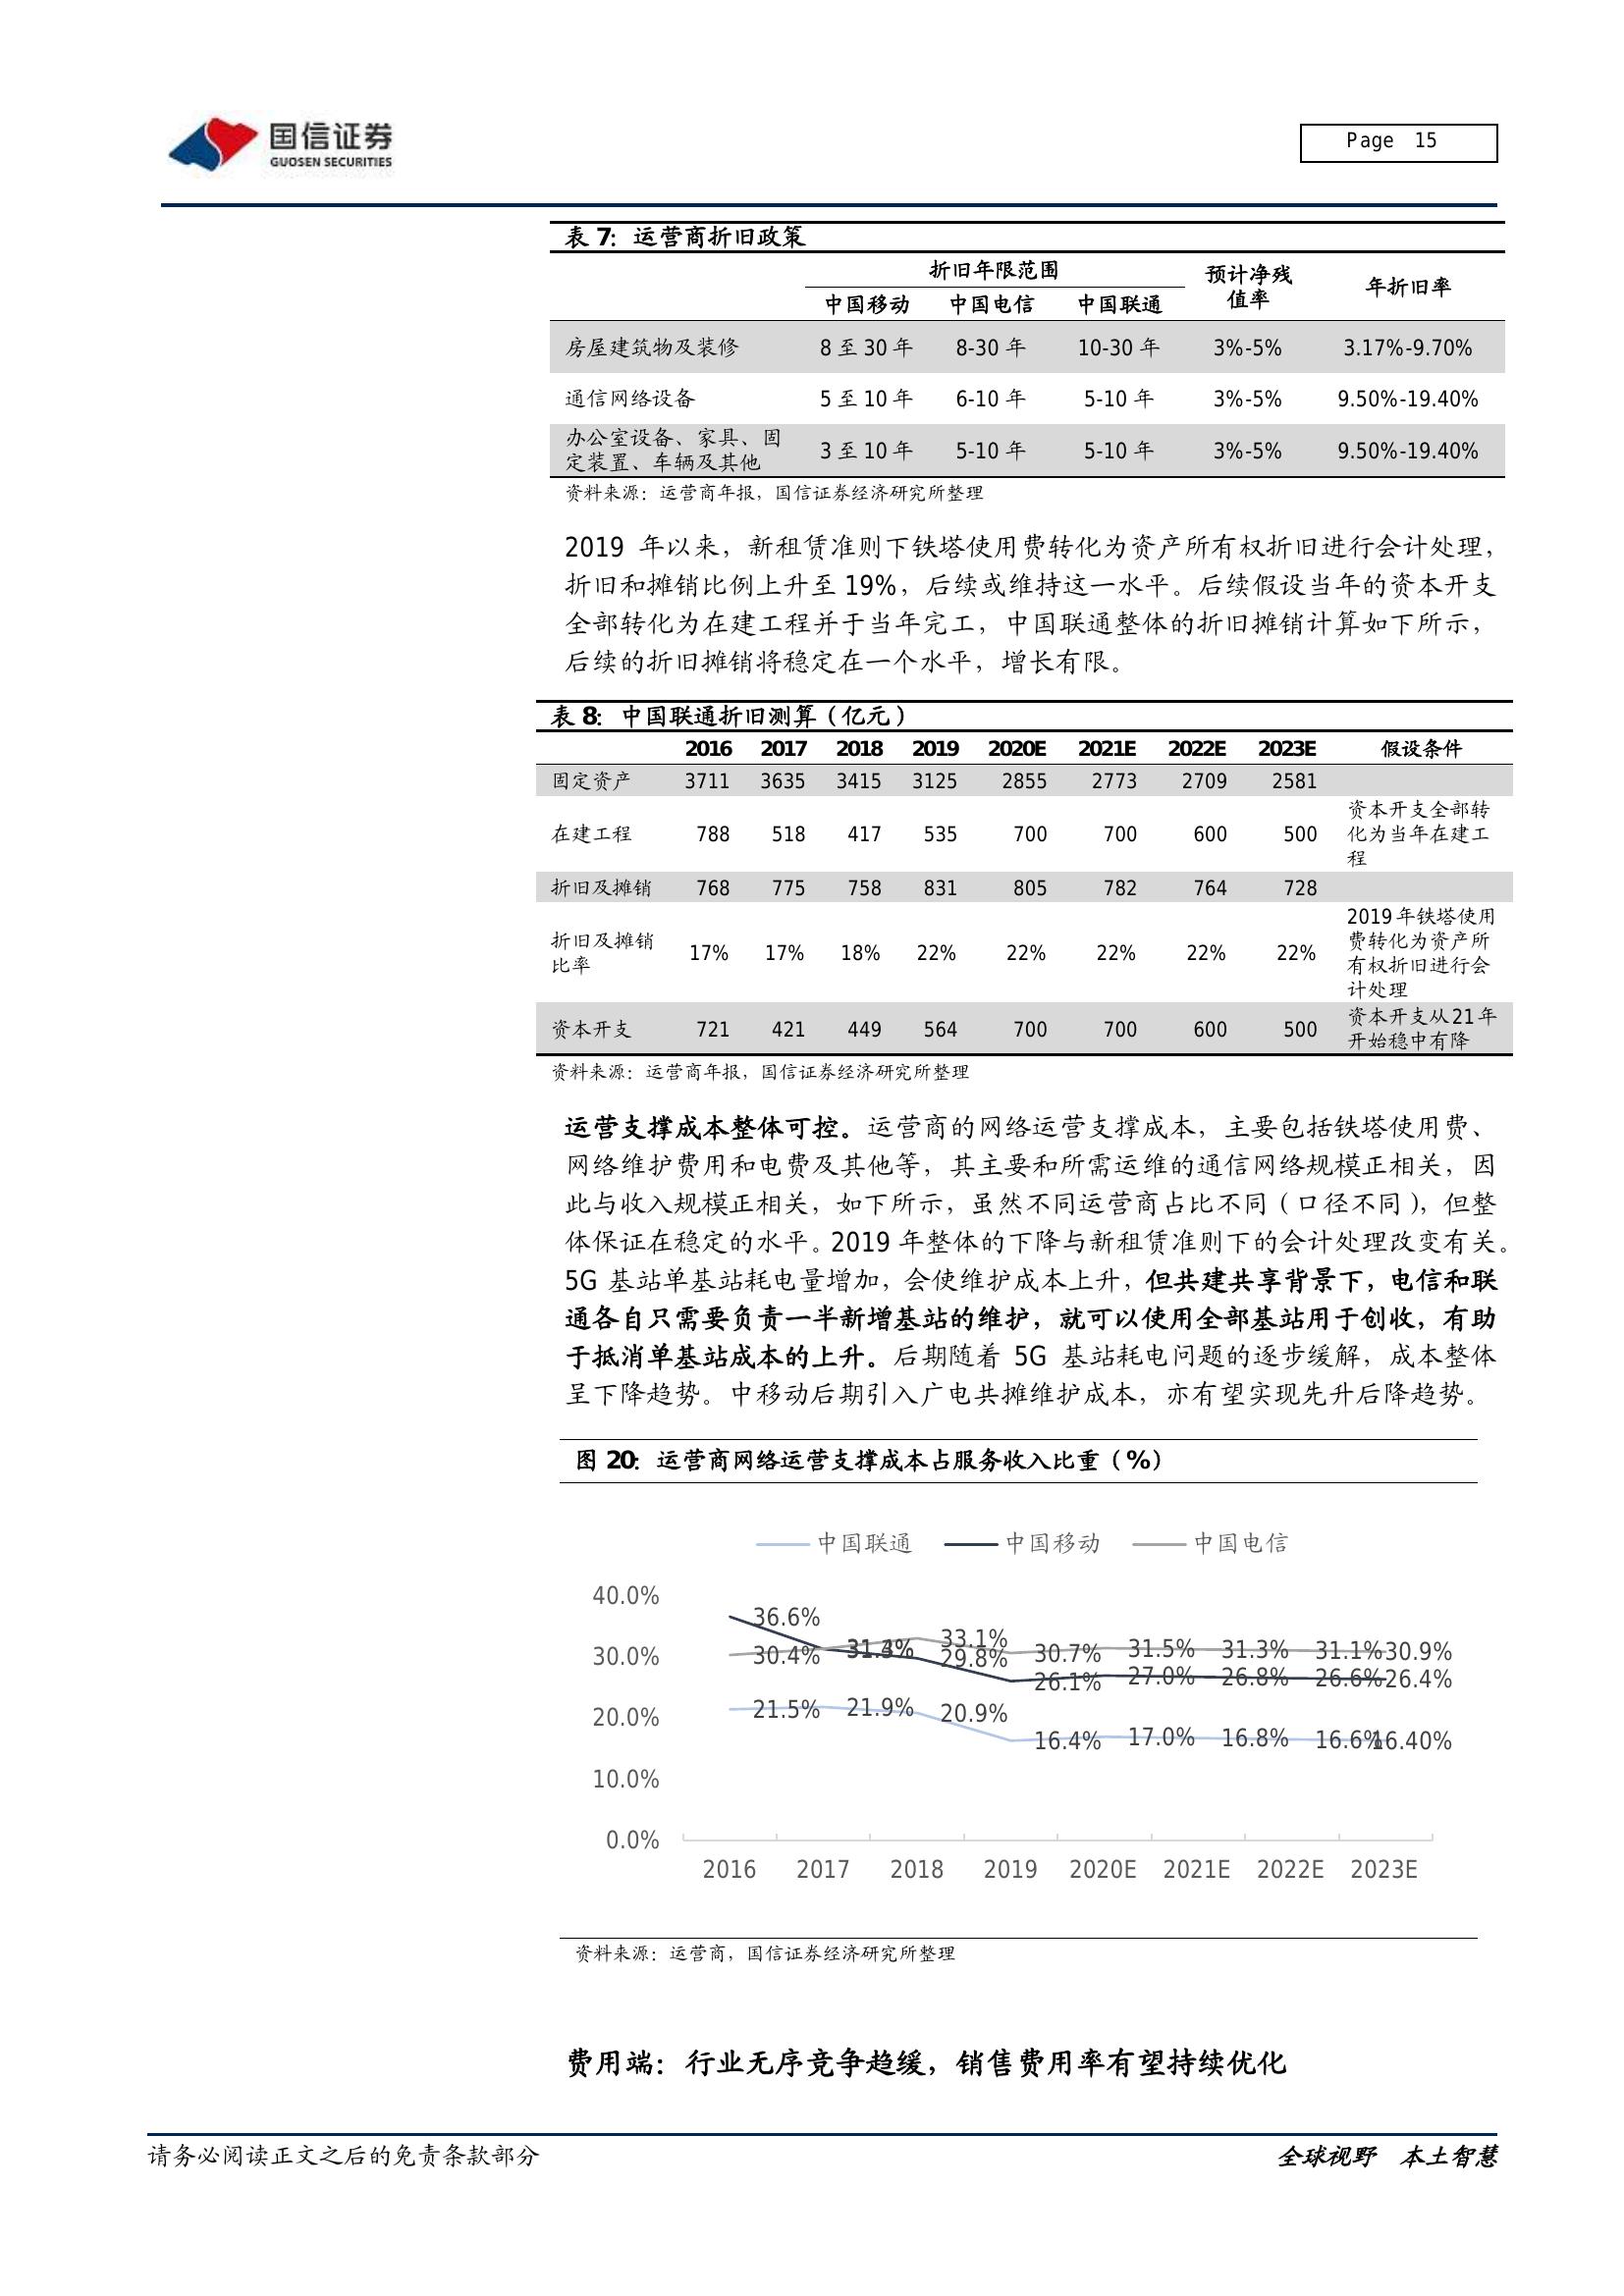 国信证券
GUOSEN SECURITIES
Page 15
表 7：运营商折旧政策
折旧年限范围 预计净残值率 年折旧率
中国移动 中国电信 中国联通
房屋建筑物及装修 8 至 30 年 8-30 年 10-30 年 3%-5% 3.17%-9.70%
通信网络设备 5 至 10 年 6-10 年 5-10 年 3%-5% 9.50%-19.40%
办公室设备、家具、固
定装置、车辆及其他 3 至 10 年 5-10 年 5-10 年 3%-5% 9.50%-19.40%
资料来源：运营商年报，国信证券经济研究所整理
2019 年以来，新租赁准则下铁塔使用费转化为资产所有权折旧进行会计处理，
折旧和摊销比例上升至 19%，后续或维持这一水平。后续假设当年的资本开支
全部转化为在建工程并于当年完工，中国联通整体的折旧摊销计算如下所示，
后续的折旧摊销将稳定在一个水平，增长有限。
表 8：中国联通折旧测算（亿元）
2016 2017 2018 2019 2020E 2021E 2022E 2023E 假设条件
固定资产 3711 3635 3415 3125 2855 2773 2709 2581
在建工程 788 518 417 535 700 700 600 500 资本开支全部转
化为当年在建工
程
折旧及摊销 768 775 758 831 805 782 764 728
折旧及摊销
比率 17% 17% 18% 22% 22% 22% 22% 22% 2019 年铁塔使用
费转化为资产所
有权折旧进行会
计处理
资本开支 721 421 449 564 700 700 600 500 资本开支从 21 年
开始稳中有降
资料来源：运营商年报，国信证券经济研究所整理
运营支撑成本整体可控。运营商的网络运营支撑成本，主要包括铁塔使用费、
网络维护费用和电费及其他等，其主要和所需运维的通信网络规模正相关，因
此与收入规模正相关，如下所示，虽然不同运营商占比不同（口径不同），但整
体保证在稳定的水平。2019 年整体的下降与新租赁准则下的会计处理改变有关。
5G 基站单基站耗电量增加，会使维护成本上升，但共建共享背景下，电信和联
通各自只需要负责一半新增基站的维护，就可以使用全部基站用于创收，有助
于抵消单基站成本的上升。后期随着 5G 基站耗电问题的逐步缓解，成本整体
呈下降趋势。中移动后期引入广电共摊维护成本，亦有望实现先升后降趋势。
图 20：运营商网络运营支撑成本占服务收入比重（%）
中国联通 中国移动 中国电信
40.0%
30.0%
20.0%
10.0%
0.0%
36.6% 29.8% 26.1% 27.0% 26.8% 26.6% 26.4%
30.4% 33.1% 30.7% 31.5% 31.3% 31.1% 30.9%
21.5% 21.9% 20.9% 16.4% 17.0% 16.8% 16.6% 16.40%
2016 2017 2018 2019 2020E 2021E 2022E 2023E
资料来源：运营商，国信证券经济研究所整理
费用端：行业无序竞争趋缓，销售费用率有望持续优化
请务必阅读正文之后的免责条款部分
全球视野 本土智慧